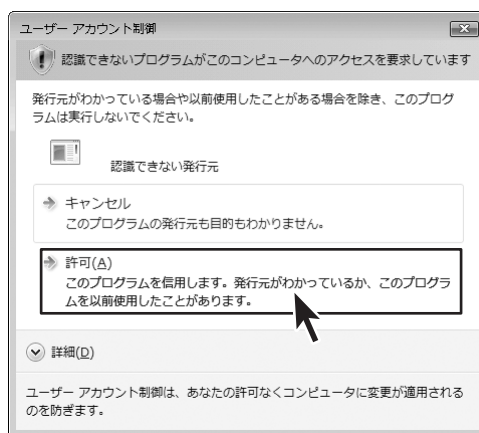 ユーザー アカウント制御
認識できないプログラムがこのコンピュータへのアクセスを要求しています
発行元がわかっている場合や以前使用したことがある場合を除き、このプログ
ラムは実行しないでください。
認識できない発行元
キャンセル
このプログラムの発行元も目的もわかりません。
許可(A)
このプログラムを信用します。発行元がわかっているか、このプログラ
ムを以前使用したことがあります。
詳細(D)
ユーザー アカウント制御は、あなたの許可なくコンピュータに変更が適用される
のを防ぎます。